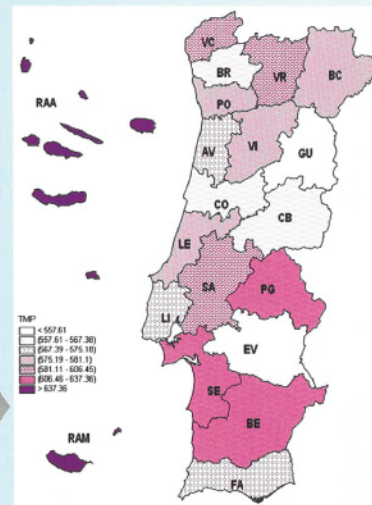 VC
BR
VR
BC
RAA
PO
AV
VI
GU
CO
CB
LE
SA
PG
LI
EV
SE
BE
RAM
FA
TMP
< 557.61
(557.61 - 567.38)
(567.39 - 575.18)
(575.19 - 581.1)
(581.11 - 606.45)
(606.46 - 637.36)
> 637.36